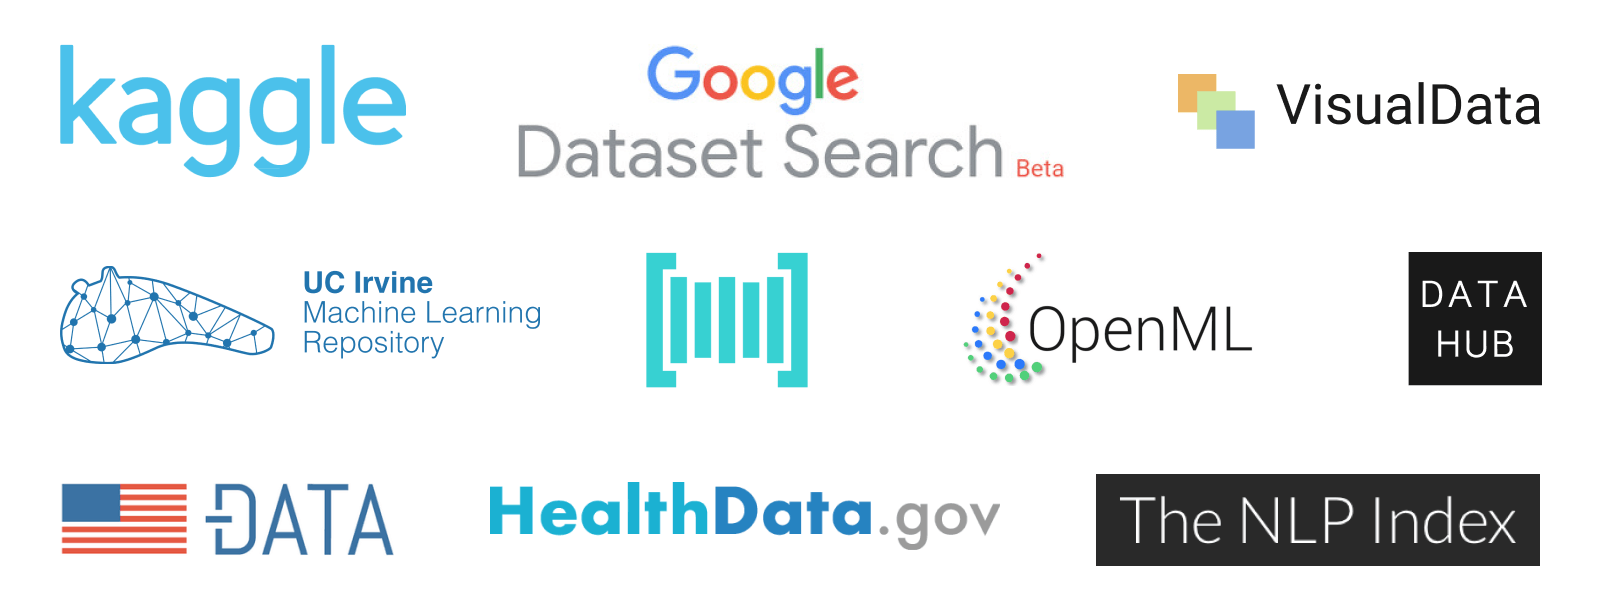 kaggle
Google
Dataset Search Beta
VisualData
UC Irvine
Machine Learning
Repository
OpenML
DATA
HUB
DATA
HealthData.gov
The NLP Index